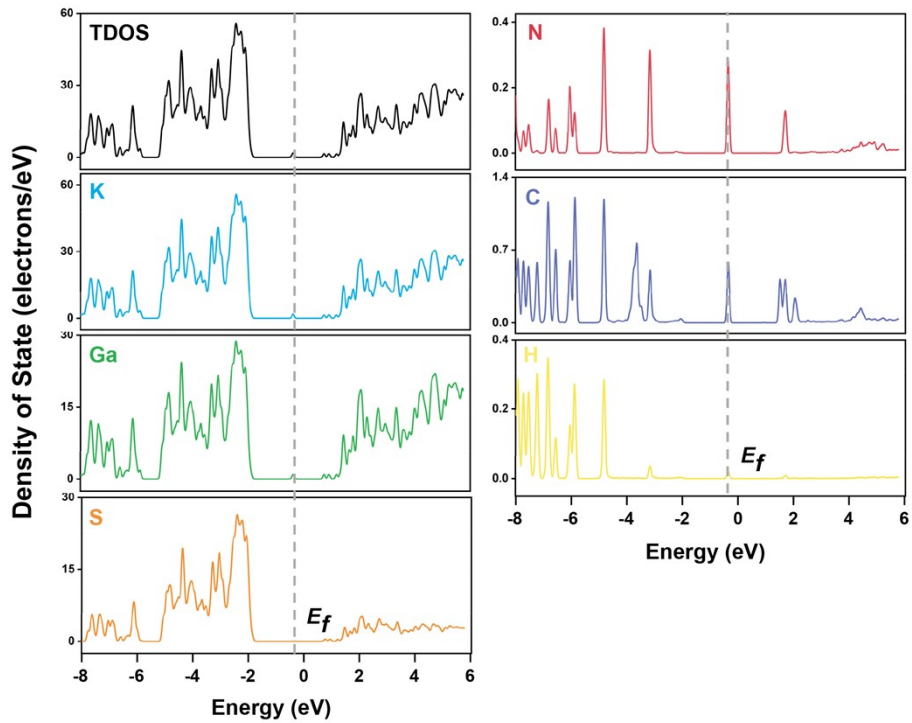 Density of State (electrons/eV)
TDOS
60
30
0
K
60
30
0
Ga
30
15
0
S
30
15
0
E_f
-8 -6 -4 -2 0 2 4 6
Energy (eV)
N
0.4
0.2
0.0
C
1.4
0.7
0.0
H
0.4
0.2
0.0
E_f
-8 -6 -4 -2 0 2 4 6
Energy (eV)